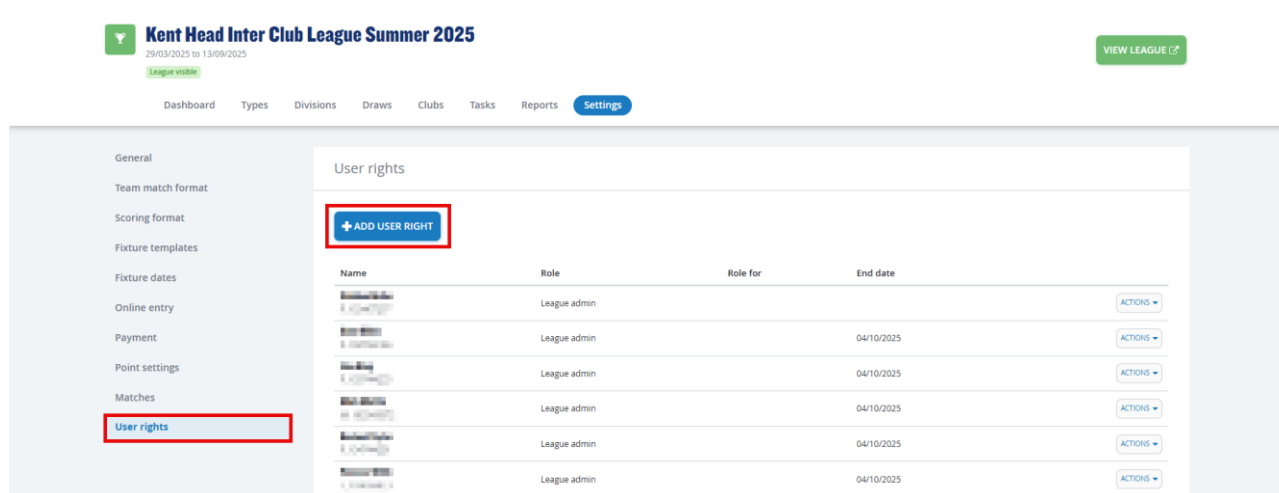 Kent Head Inter Club League Summer 2025
29/03/2025 to 13/09/2025
League visible
VIEW LEAGUE
Dashboard Types Divisions Draws Clubs Tasks Reports Settings
General
Team match format
Scoring format
Fixture templates
Fixture dates
Online entry
Payment
Point settings
Matches
User rights
User rights
+ ADD USER RIGHT
Name Role Role for End date
League admin ACTIONS
League admin 04/10/2025 ACTIONS
League admin 04/10/2025 ACTIONS
League admin 04/10/2025 ACTIONS
League admin 04/10/2025 ACTIONS
League admin 04/10/2025 ACTIONS